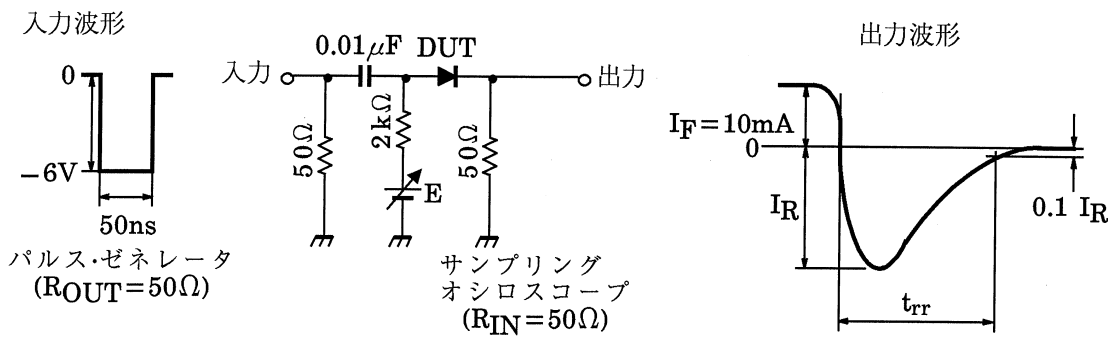 入力波形
0
−6V
50ns
パルス・ゼネレータ
(ROUT=50Ω)
0.01μF DUT
入力
出力
50Ω
2kΩ
E
50Ω
サンプリング
オシロスコープ
(RIN=50Ω)
出力波形
IF=10mA
0
IR
0.1 IR
trr